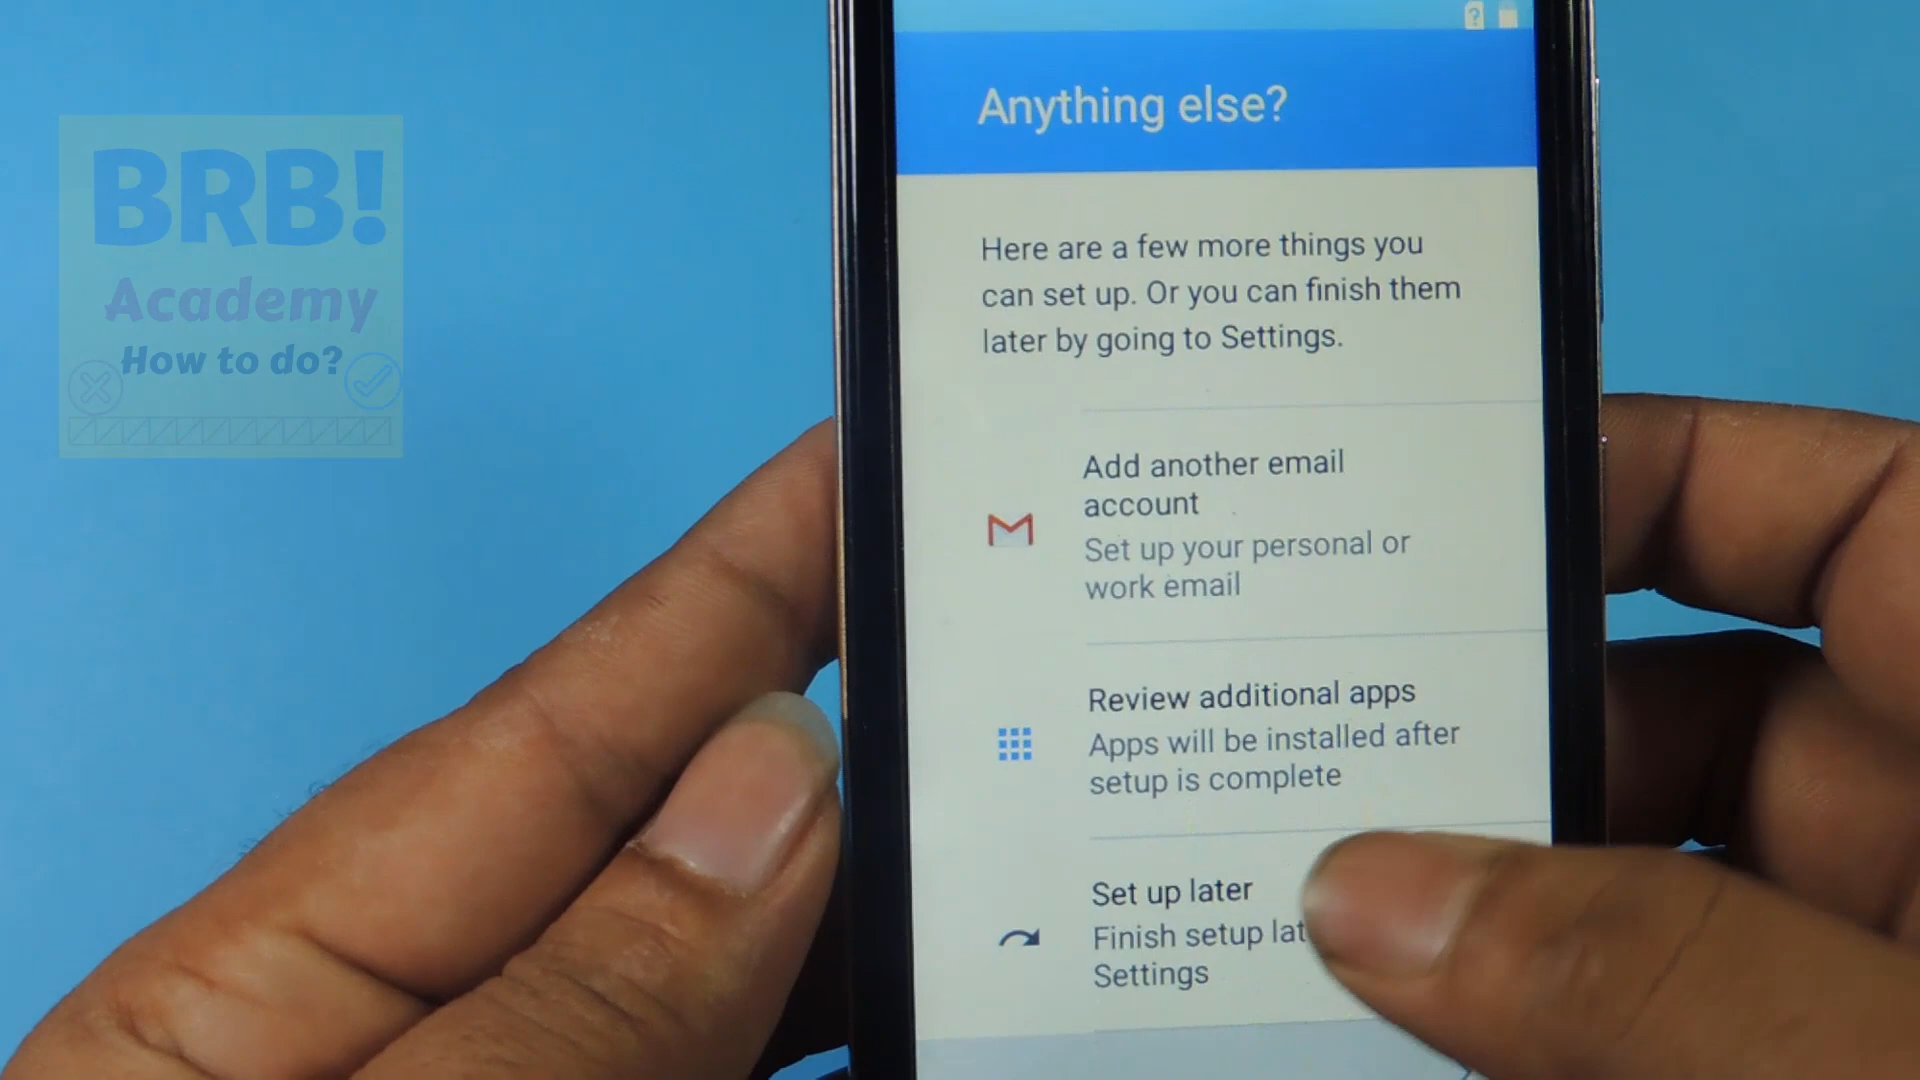 BRB!
Academy
How to do?
Anything else?
Here are a few more things you
can set up. Or you can finish them
later by going to Settings.
Add another email
account
Set up your personal or
work email
Review additional apps
Apps will be installed after
setup is complete
Set up later
Finish setup
Settings